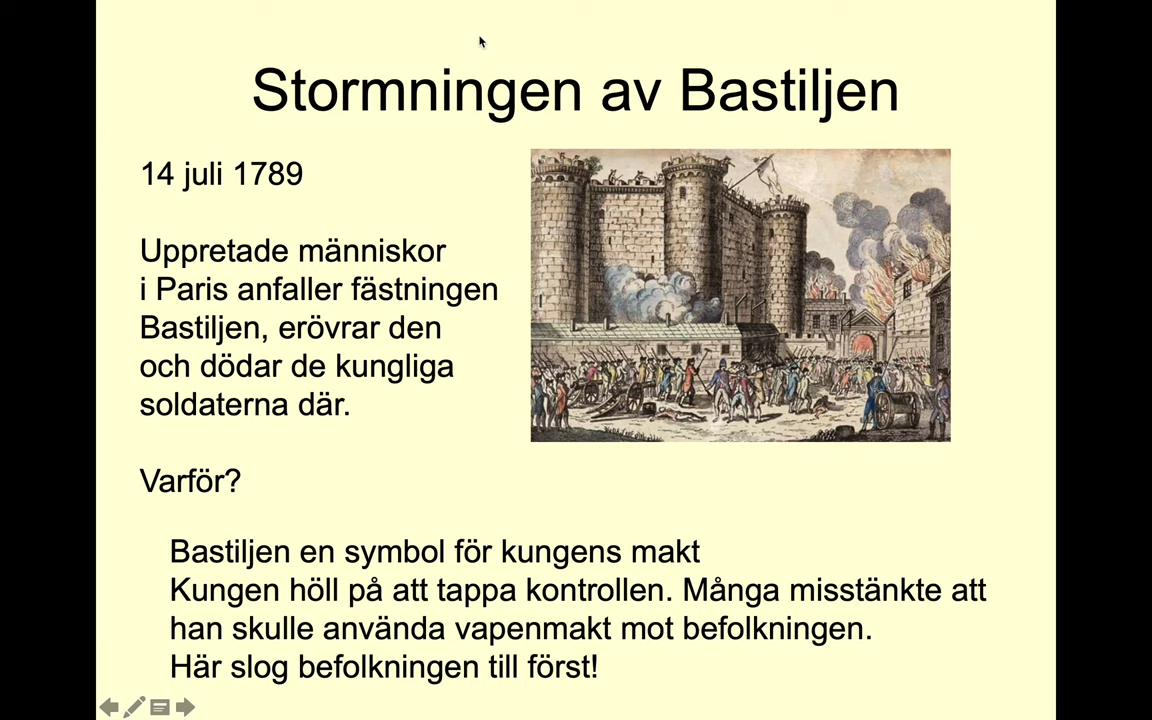 Stormningen av Bastiljen
14 juli 1789
Uppretade människor
i Paris anfaller fästningen
Bastiljen, erövrar den
och dödar de kungliga
soldaterna där.
Varför?
Bastiljen en symbol för kungens makt
Kungen höll på att tappa kontrollen. Många misstänkte att
han skulle använda vapenmakt mot befolkningen.
Här slog befolkningen till först!